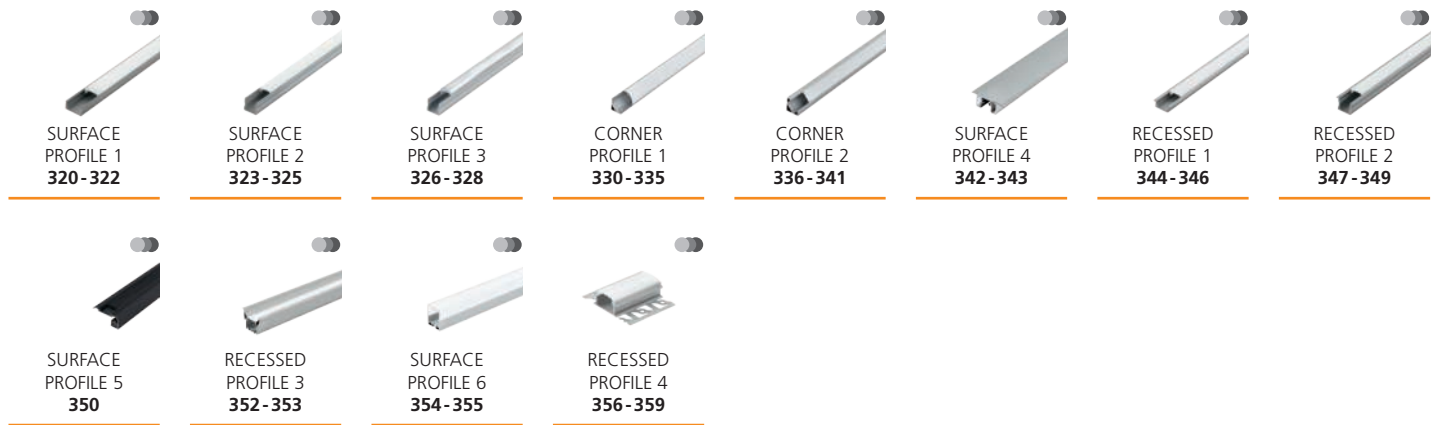 SURFACE
PROFILE 1
320-322
SURFACE
PROFILE 2
323-325
SURFACE
PROFILE 3
326-328
CORNER
PROFILE 1
330-335
CORNER
PROFILE 2
336-341
SURFACE
PROFILE 4
342-343
RECESSED
PROFILE 1
344-346
RECESSED
PROFILE 2
347-349
SURFACE
PROFILE 5
350
RECESSED
PROFILE 3
352-353
SURFACE
PROFILE 6
354-355
RECESSED
PROFILE 4
356-359